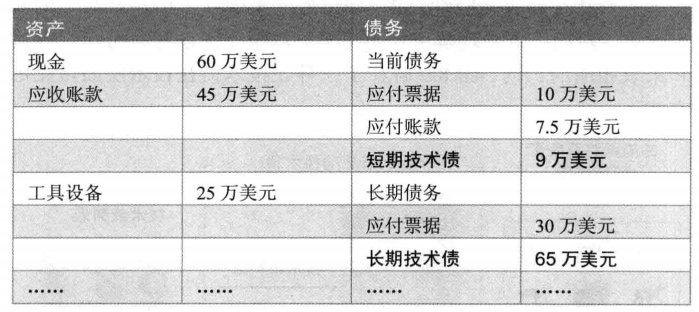 资产 债务
现金 60 万美元 当前债务
应收账款 45 万美元 应付票据 10 万美元
应付账款 7.5 万美元
短期技术债 9 万美元
工具设备 25 万美元 长期债务
应付票据 30 万美元
长期技术债 65 万美元
…… …… …… ……